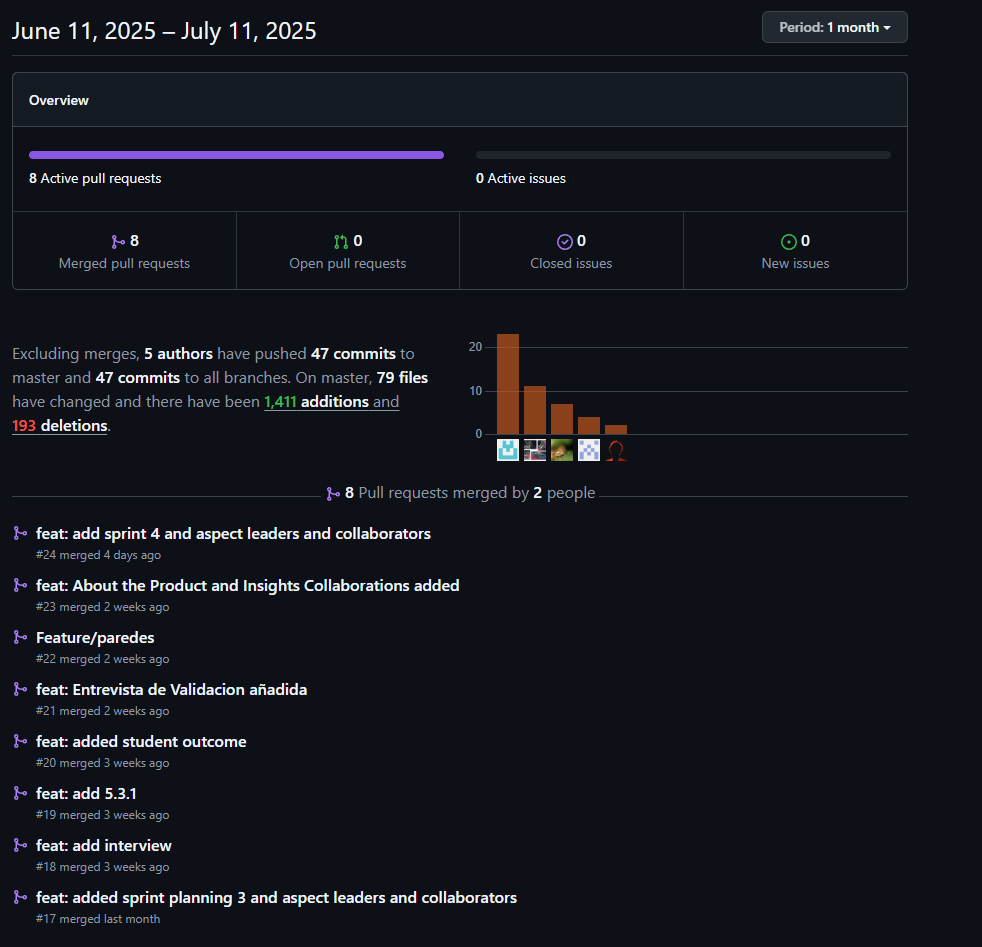 June 11, 2025 – July 11, 2025
Period: 1 month
Overview
8 Active pull requests
0 Active issues
8
Merged pull requests
0
Open pull requests
0
Closed issues
0
New issues
Excluding merges, 5 authors have pushed 47 commits to
master and 47 commits to all branches. On master, 79 files
have changed and there have been 1,411 additions and
193 deletions.
20
10
0
8 Pull requests merged by 2 people
feat: add sprint 4 and aspect leaders and collaborators
#24 merged 4 days ago
feat: About the Product and Insights Collaborations added
#23 merged 2 weeks ago
Feature/paredes
#22 merged 2 weeks ago
feat: Entrevista de Validacion añadida
#21 merged 2 weeks ago
feat: added student outcome
#20 merged 3 weeks ago
feat: add 5.3.1
#19 merged 3 weeks ago
feat: add interview
#18 merged 3 weeks ago
feat: added sprint planning 3 and aspect leaders and collaborators
#17 merged last month